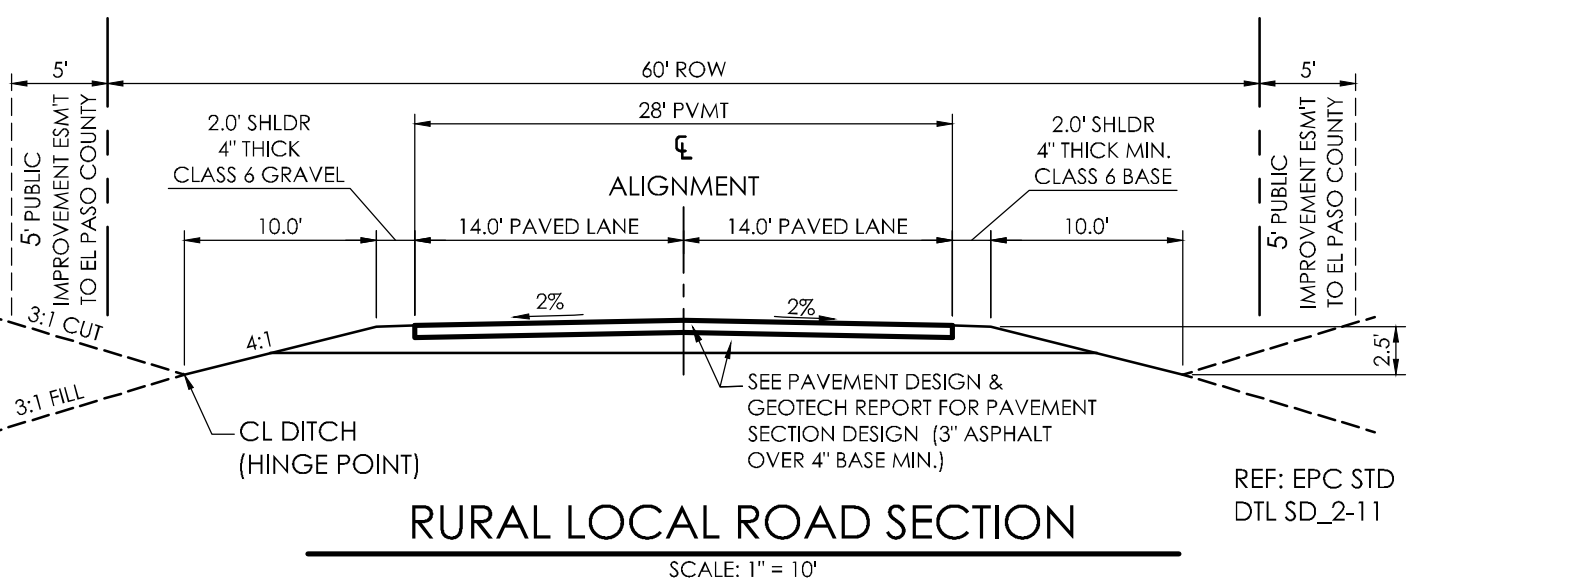 5'
60' ROW
5'
28' PVMT
2.0' SHLDR
4" THICK
CLASS 6 GRAVEL
℄
ALIGNMENT
2.0' SHLDR
4" THICK MIN.
CLASS 6 BASE
5' PUBLIC
IMPROVEMENT ESM'T
TO EL PASO COUNTY
5' PUBLIC
IMPROVEMENT ESM'T
TO EL PASO COUNTY
10.0'
14.0' PAVED LANE
14.0' PAVED LANE
10.0'
2%
2%
3:1 CUT
4:1
2.5'
3:1 FILL
SEE PAVEMENT DESIGN &
GEOTECH REPORT FOR PAVEMENT
SECTION DESIGN (3" ASPHALT
OVER 4" BASE MIN.)
CL DITCH
(HINGE POINT)
REF: EPC STD
DTL SD_2-11
RURAL LOCAL ROAD SECTION
SCALE: 1" = 10'